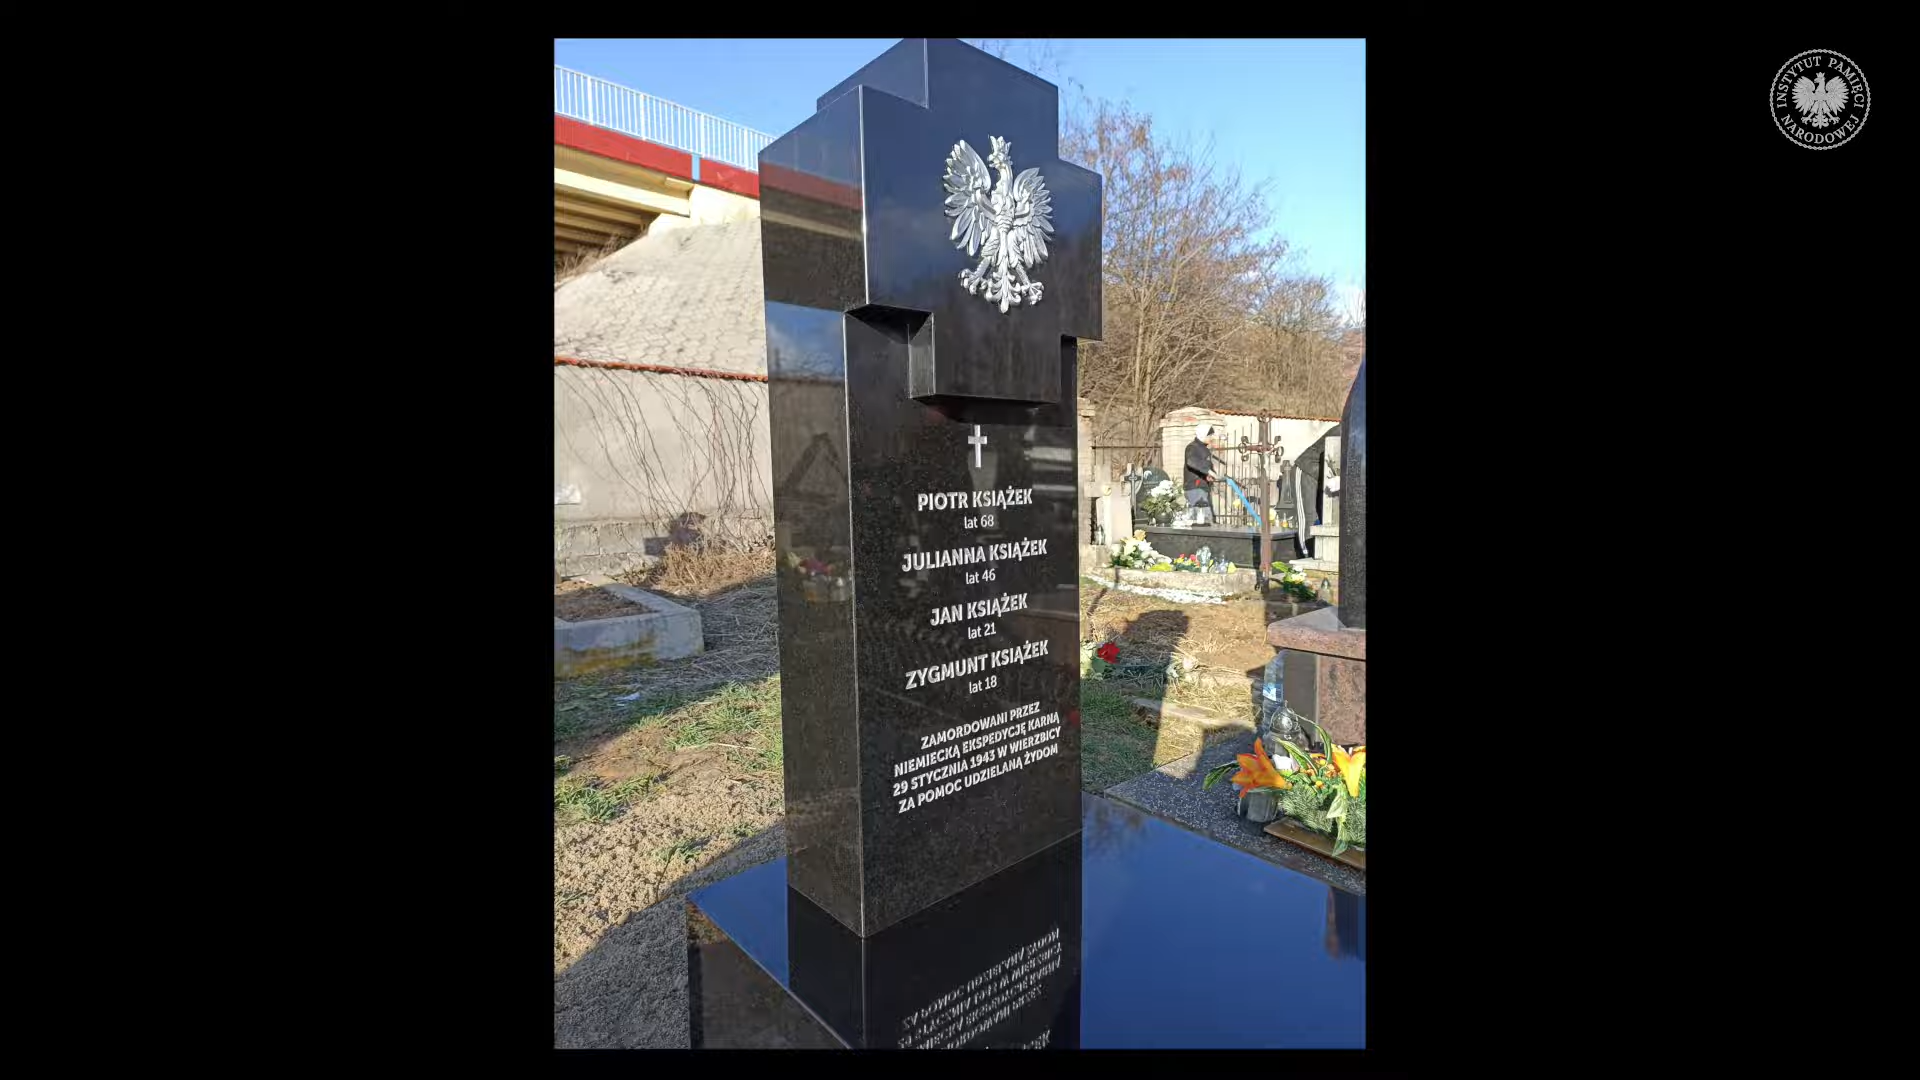 PIOTR KSIĄŻEK
lat 68
JULIANNA KSIĄŻEK
lat 46
JAN KSIĄŻEK
lat 21
ZYGMUNT KSIĄŻEK
lat 18
ZAMORDOWANI PRZEZ
NIEMIECKĄ EKSPEDYCJĘ KARNĄ
29 STYCZNIA 1943 W WIERZBICY
ZA POMOC UDZIELANĄ ŻYDOM
INSTYTUT PAMIĘCI
NARODOWEJ